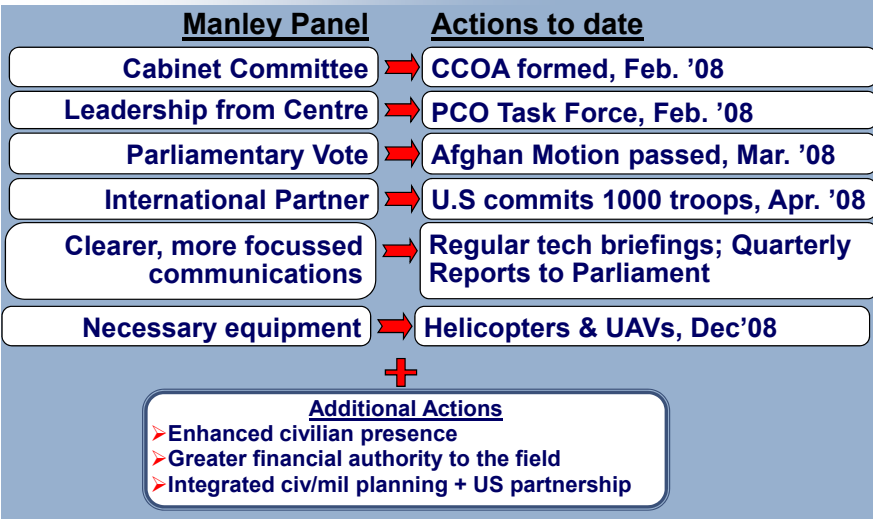 Manley Panel Actions to date
Cabinet Committee CCOA formed, Feb. ’08
Leadership from Centre PCO Task Force, Feb. ’08
Parliamentary Vote Afghan Motion passed, Mar. ’08
International Partner U.S commits 1000 troops, Apr. ’08
Clearer, more focussed
communications
Regular tech briefings; Quarterly
Reports to Parliament
Necessary equipment Helicopters & UAVs, Dec’08
+
Additional Actions
Enhanced civilian presence
Greater financial authority to the field
Integrated civ/mil planning + US partnership